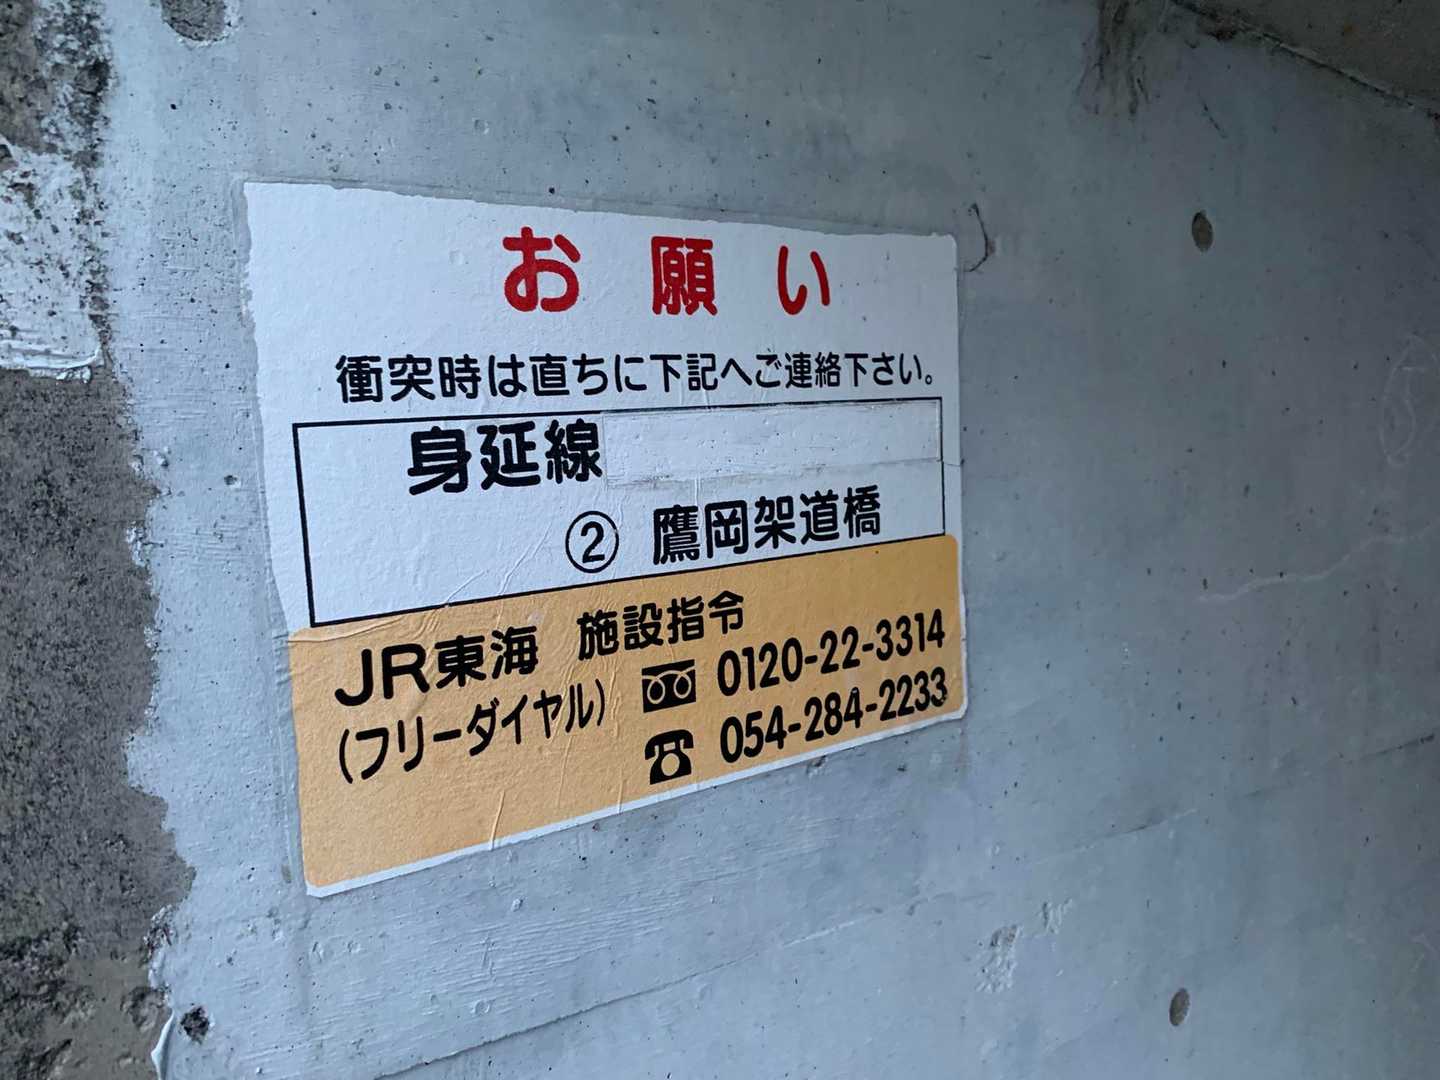 お願い
衝突時は直ちに下記へご連絡下さい。
身延線
② 鷹岡架道橋
JR東海 施設指令
(フリーダイヤル) 0120-22-3314
054-284-2233